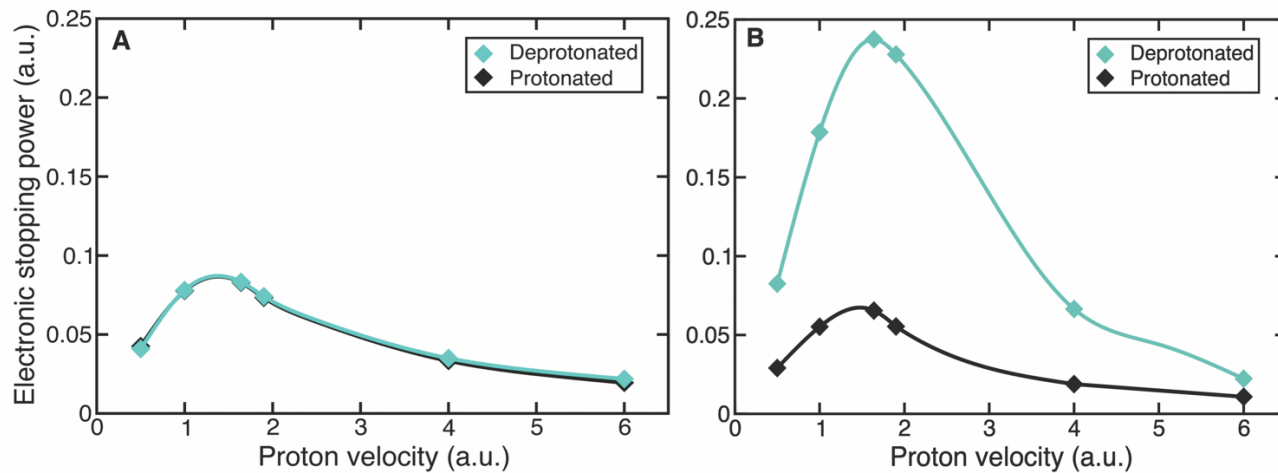 A
Deprotonated
Protonated
0.25
0.2
0.15
0.1
0.05
0
0 1 2 3 4 5 6
Electronic stopping power (a.u.)
Proton velocity (a.u.)
B
Deprotonated
Protonated
0.25
0.2
0.15
0.1
0.05
0
0 1 2 3 4 5 6
Proton velocity (a.u.)